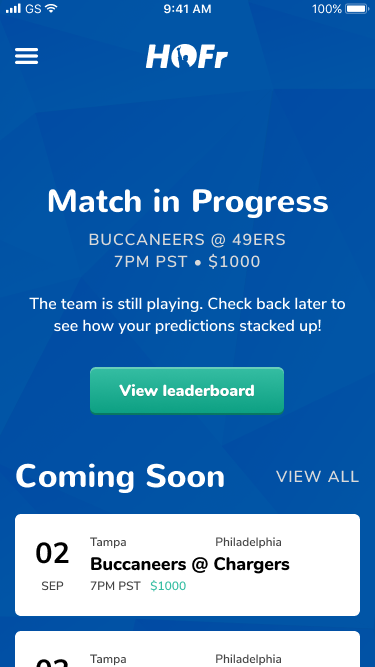 GS 9:41 AM 100%
HOFr
Match in Progress
BUCCANEERS @ 49ERS
7PM PST • $1000
The team is still playing. Check back later to
see how your predictions stacked up!
View leaderboard
Coming Soon VIEW ALL
02 Tampa Philadelphia
Buccaneers @ Chargers
SEP 7PM PST $1000
Tampa Philadelphia